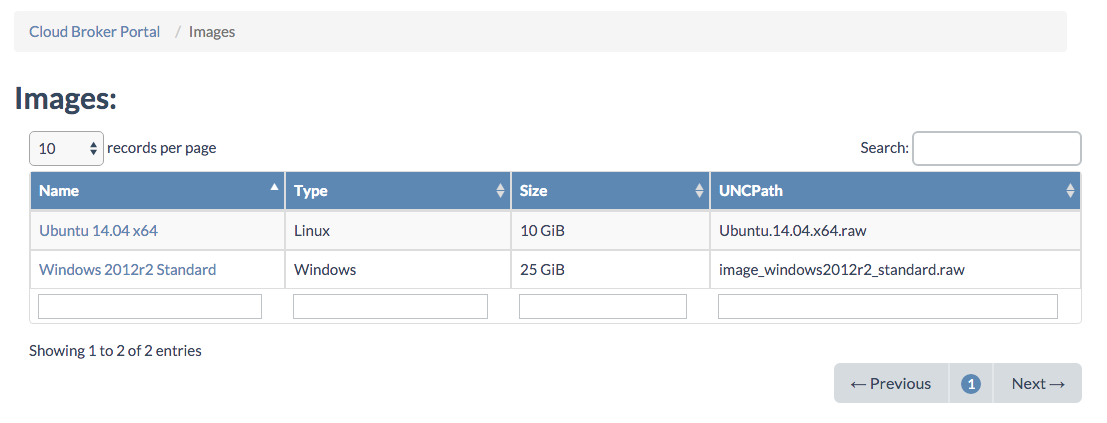 Cloud Broker Portal / Images
Images:
10 records per page Search:
Name Type Size UNCPath
Ubuntu 14.04 x64 Linux 10 GiB Ubuntu.14.04.x64.raw
Windows 2012r2 Standard Windows 25 GiB image_windows2012r2_standard.raw
Showing 1 to 2 of 2 entries
← Previous 1 Next →